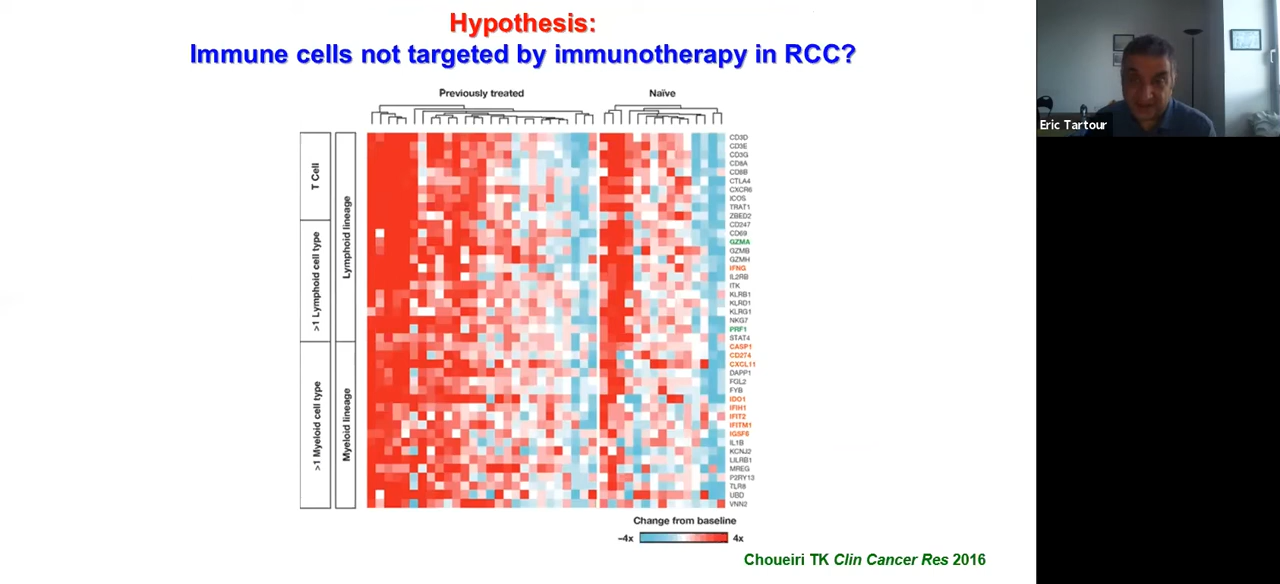 Hypothesis:
Immune cells not targeted by immunotherapy in RCC?
Eric Tartour
Previously treated
Naïve
T Cell
>1 Lymphoid cell type
>1 Myeloid cell type
Lymphoid lineage
Myeloid lineage
CD3D
CD3E
CD3G
CD8A
CD8B
CTLA4
CXCR6
ICOS
TRAT1
ZBED2
CD247
CD69
GZMA
GZMB
GZMH
IFNG
IL2RB
ITK
KLRB1
KLRD1
KLRG1
NKG7
PRF1
STAT4
CASP1
CD274
CXCL11
DAPP1
FGL2
FYB
IDO1
IFIH1
IFIT2
IFITM1
IGSF6
IL1B
KCNJ2
LILRB1
MREG
P2RY13
TLR8
UBD
VNN2
Change from baseline
−4x
4x
Choueiri TK Clin Cancer Res 2016